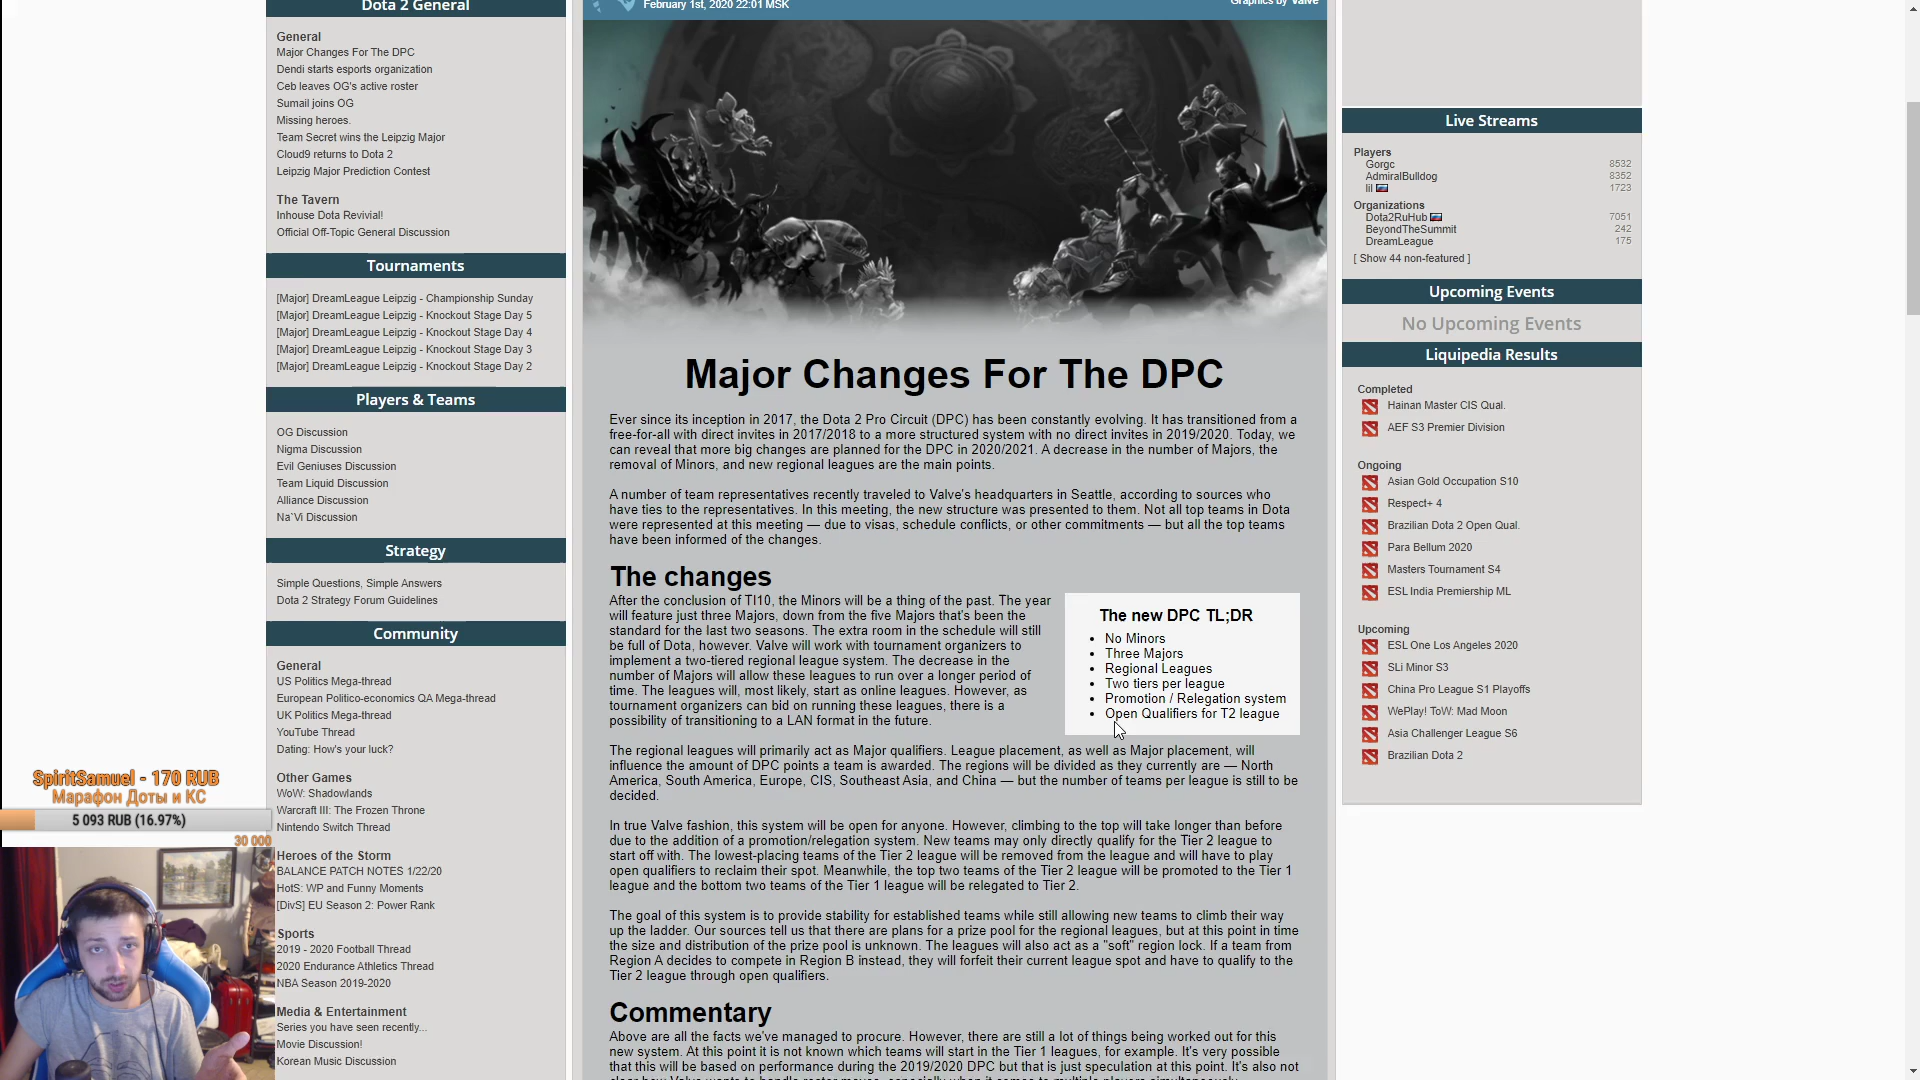 Dota 2 General
General
Major Changes For The DPC
Dendi starts esports organization
Ceb leaves OG's active roster
Sumail joins OG
Missing heroes.
Team Secret wins the Leipzig Major
Cloud9 returns to Dota 2
Leipzig Major Prediction Contest
The Tavern
Inhouse Dota Revivial!
Official Off-Topic General Discussion
Tournaments
[Major] DreamLeague Leipzig - Championship Sunday
[Major] DreamLeague Leipzig - Knockout Stage Day 5
[Major] DreamLeague Leipzig - Knockout Stage Day 4
[Major] DreamLeague Leipzig - Knockout Stage Day 3
[Major] DreamLeague Leipzig - Knockout Stage Day 2
Players & Teams
OG Discussion
Nigma Discussion
Evil Geniuses Discussion
Team Liquid Discussion
Alliance Discussion
Na`Vi Discussion
Strategy
Simple Questions, Simple Answers
Dota 2 Strategy Forum Guidelines
Community
General
US Politics Mega-thread
European Politico-economics QA Mega-thread
UK Politics Mega-thread
YouTube Thread
Dating: How's your luck?
Other Games
WoW: Shadowlands
Warcraft III: The Frozen Throne
Nintendo Switch Thread
Heroes of the Storm
BALANCE PATCH NOTES 1/22/20
HotS: WP and Funny Moments
[DivS] EU Season 2: Power Rank
Sports
2019 - 2020 Football Thread
2020 Endurance Athletics Thread
NBA Season 2019-2020
Media & Entertainment
Series you have seen recently...
Movie Discussion!
Korean Music Discussion
SpiritSamuel - 170 RUB
Марафон Доты и КС
5 093 RUB (16.97%)
30 000
February 1st, 2020 22:01 MSK
Graphics by Valve
Major Changes For The DPC
Ever since its inception in 2017, the Dota 2 Pro Circuit (DPC) has been constantly evolving. It has transitioned from a
free-for-all with direct invites in 2017/2018 to a more structured system with no direct invites in 2019/2020. Today, we
can reveal that more big changes are planned for the DPC in 2020/2021. A decrease in the number of Majors, the
removal of Minors, and new regional leagues are the main points.
A number of team representatives recently traveled to Valve's headquarters in Seattle, according to sources who
have ties to the representatives. In this meeting, the new structure was presented to them. Not all top teams in Dota
were represented at this meeting — due to visas, schedule conflicts, or other commitments — but all the top teams
have been informed of the changes.
The changes
After the conclusion of TI10, the Minors will be a thing of the past. The year
will feature just three Majors, down from the five Majors that's been the
standard for the last two seasons. The extra room in the schedule will still
be full of Dota, however. Valve will work with tournament organizers to
implement a two-tiered regional league system. The decrease in the
number of Majors will allow these leagues to run over a longer period of
time. The leagues will, most likely, start as online leagues. However, as
tournament organizers can bid on running these leagues, there is a
possibility of transitioning to a LAN format in the future.
The new DPC TL;DR
• No Minors
• Three Majors
• Regional Leagues
• Two tiers per league
• Promotion / Relegation system
• Open Qualifiers for T2 league
The regional leagues will primarily act as Major qualifiers. League placement, as well as Major placement, will
influence the amount of DPC points a team is awarded. The regions will be divided as they currently are — North
America, South America, Europe, CIS, Southeast Asia, and China — but the number of teams per league is still to be
decided.
In true Valve fashion, this system will be open for anyone. However, climbing to the top will take longer than before
due to the addition of a promotion/relegation system. New teams may only directly qualify for the Tier 2 league to
start off with. The lowest-placing teams of the Tier 2 league will be removed from the league and will have to play
open qualifiers to reclaim their spot. Meanwhile, the top two teams of the Tier 2 league will be promoted to the Tier 1
league and the bottom two teams of the Tier 1 league will be relegated to Tier 2.
The goal of this system is to provide stability for established teams while still allowing new teams to climb their way
up the ladder. Our sources tell us that there are plans for a prize pool for the regional leagues, but at this point in time
the size and distribution of the prize pool is unknown. The leagues will also act as a "soft" region lock. If a team from
Region A decides to compete in Region B instead, they will forfeit their current league spot and have to qualify to the
Tier 2 league through open qualifiers.
Commentary
Above are all the facts we've managed to procure. However, there are still a lot of things being worked out for this
new system. At this point it is not known which teams will start in the Tier 1 leagues, for example. It's very possible
that this will be based on performance during the 2019/2020 DPC but that is just speculation at this point. It's also not
Live Streams
Players
Gorgc 8532
AdmiralBulldog 8352
lil 1723
Organizations
Dota2RuHub 7051
BeyondTheSummit 242
DreamLeague 175
[ Show 44 non-featured ]
Upcoming Events
No Upcoming Events
Liquipedia Results
Completed
Hainan Master CIS Qual.
AEF S3 Premier Division
Ongoing
Asian Gold Occupation S10
Respect+ 4
Brazilian Dota 2 Open Qual.
Para Bellum 2020
Masters Tournament S4
ESL India Premiership ML
Upcoming
ESL One Los Angeles 2020
SLi Minor S3
China Pro League S1 Playoffs
WePlay! ToW: Mad Moon
Asia Challenger League S6
Brazilian Dota 2